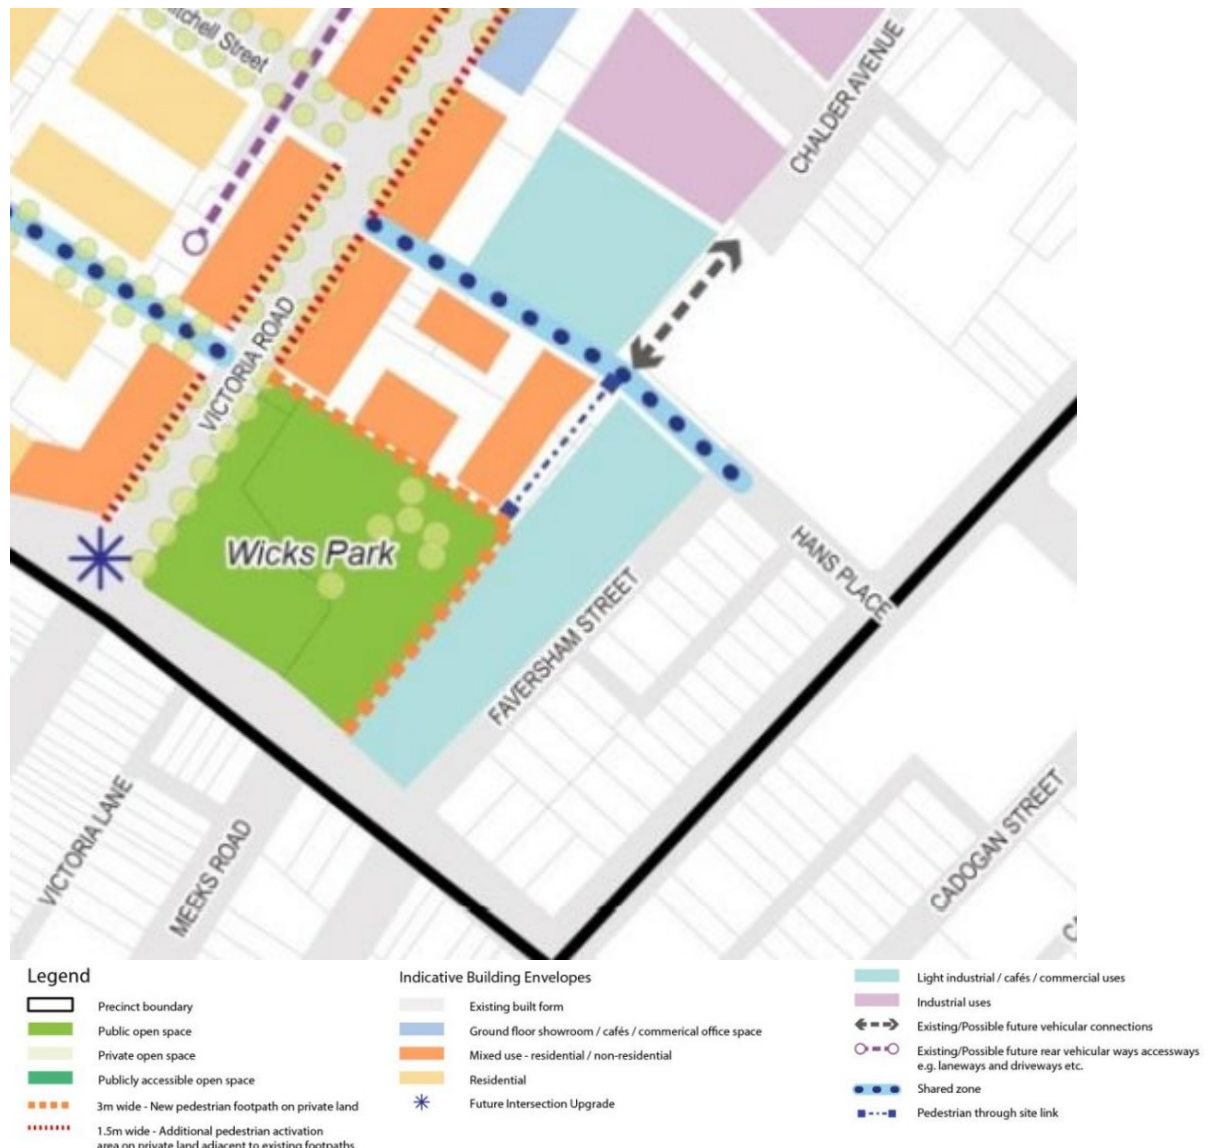 Mitchell Street
CHALDER AVENUE
VICTORIA ROAD
Wicks Park
HANS PLACE
FAVERSHAM STREET
VICTORIA LANE
MEEKS ROAD
CADOGAN STREET
Legend
Precinct boundary
Public open space
Private open space
Publicly accessible open space
3m wide - New pedestrian footpath on private land
1.5m wide - Additional pedestrian activation
area on private land adjacent to existing footpaths
Indicative Building Envelopes
Existing built form
Ground floor showroom / cafés / commerical office space
Mixed use - residential / non-residential
Residential
Future Intersection Upgrade
Light industrial / cafés / commercial uses
Industrial uses
Existing/Possible future vehicular connections
Existing/Possible future rear vehicular ways accessways
e.g. laneways and driveways etc.
Shared zone
Pedestrian through site link